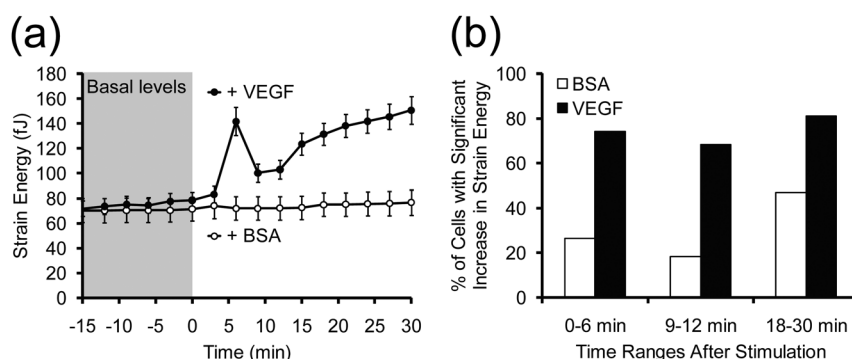 (a)
180
160
140
120
100
80
60
40
20
0
Strain Energy (fJ)
Basal levels
+ VEGF
+ BSA
-15 -10 -5 0 5 10 15 20 25 30
Time (min)
(b)
100
80
60
40
20
0
% of Cells with Significant
Increase in Strain Energy
BSA
VEGF
0-6 min 9-12 min 18-30 min
Time Ranges After Stimulation